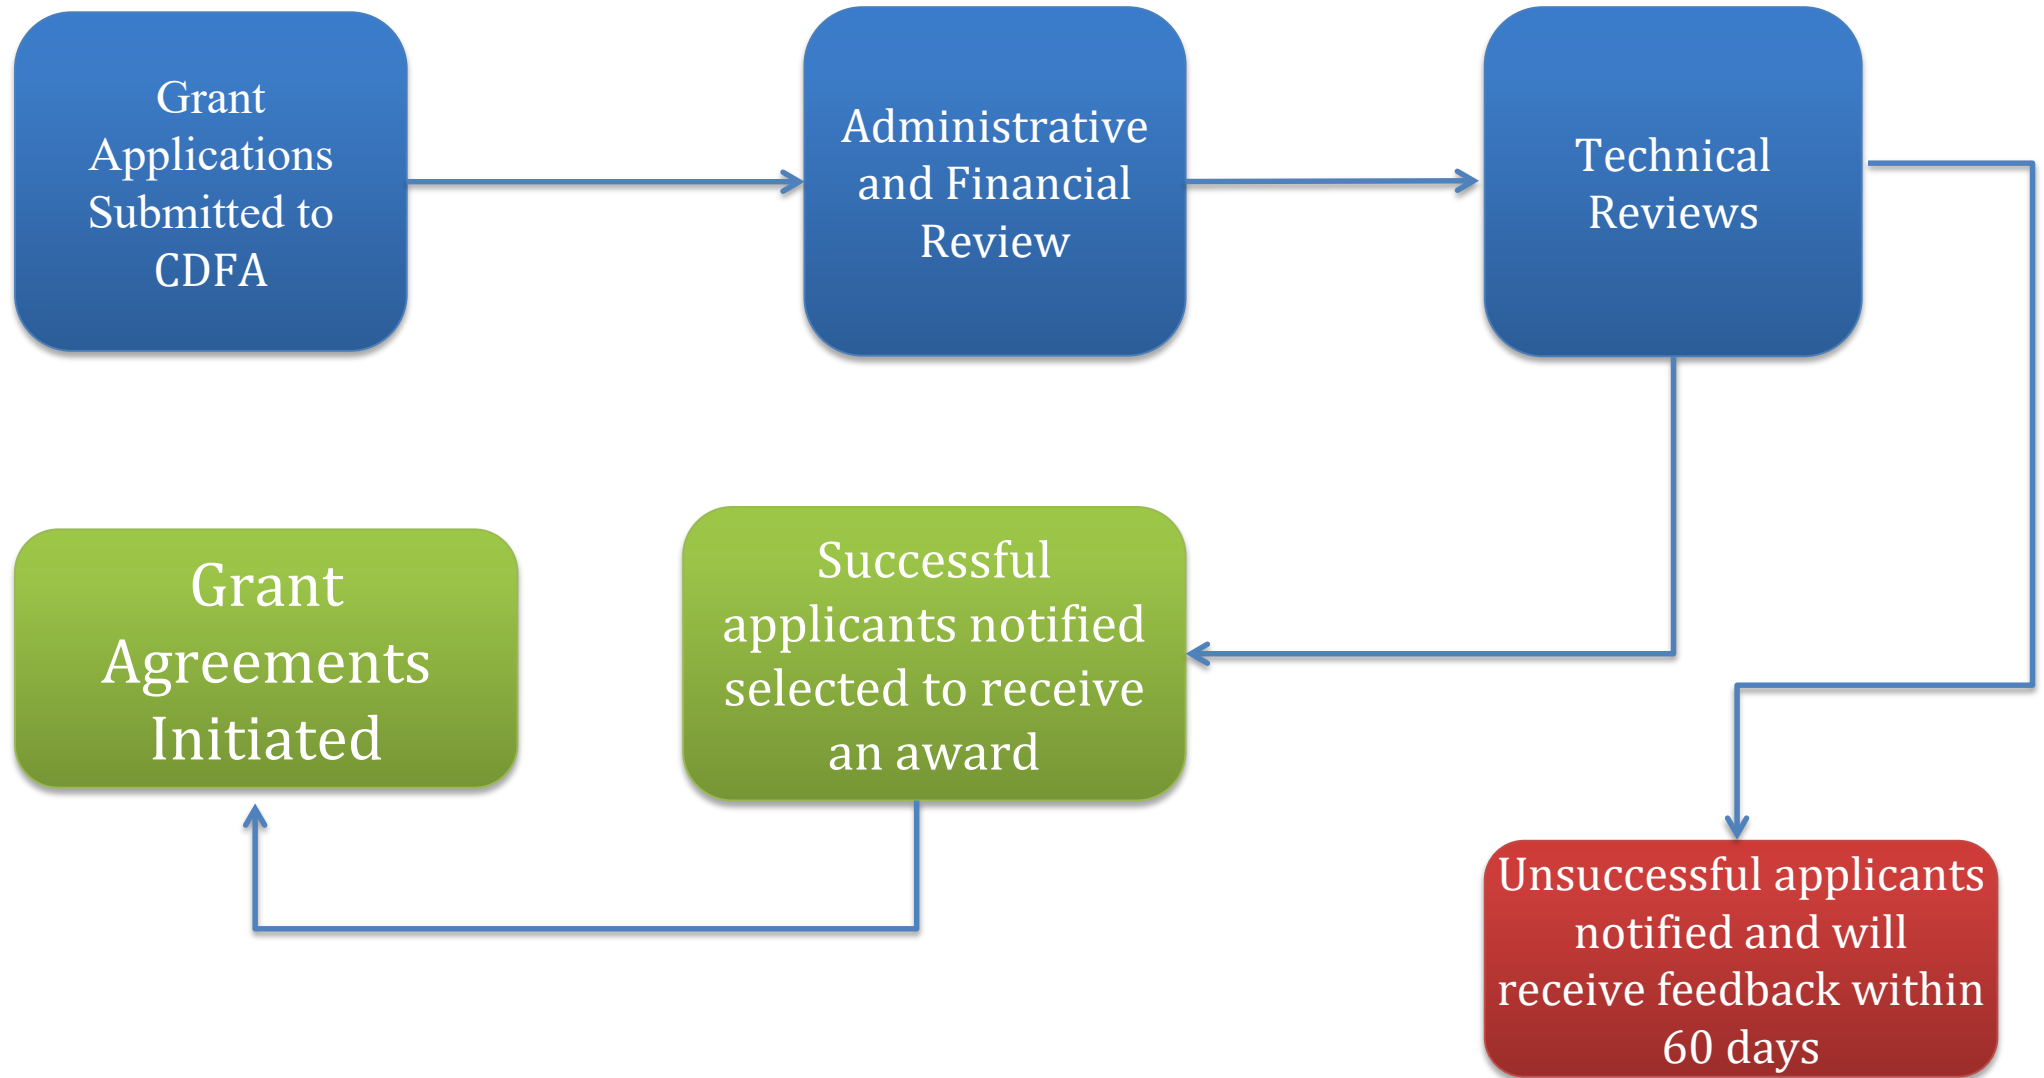 Grant
Applications
Submitted to
CDFA
Administrative
and Financial
Review
Technical
Reviews
Grant
Agreements
Initiated
Successful
applicants notified
selected to receive
an award
Unsuccessful applicants
notified and will
receive feedback within
60 days